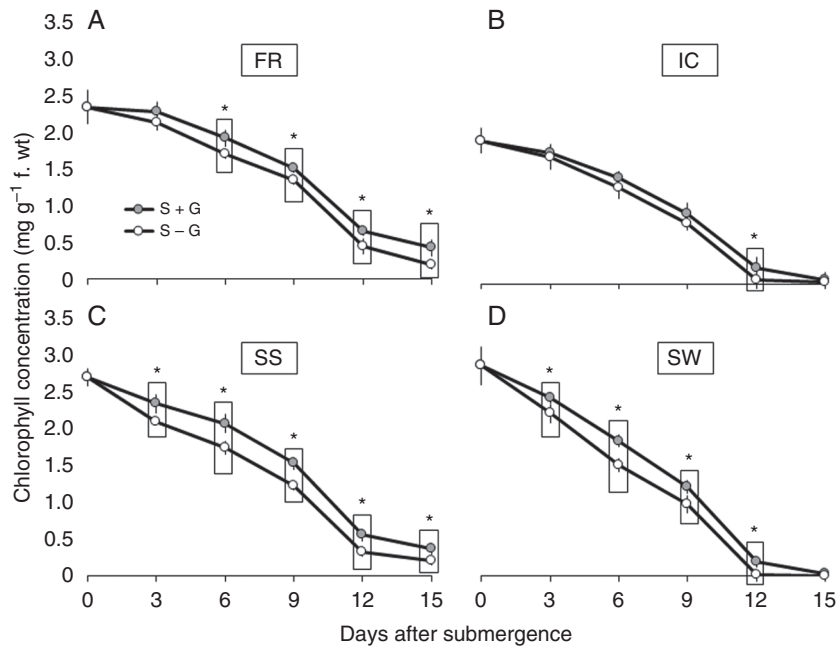 A
B
3.5
3.0
2.5
2.0
1.5
1.0
0.5
0
FR
IC
* * * *
*
S + G
S – G
Chlorophyll concentration (mg g–1 f. wt)
C
D
3.5
3.0
2.5
2.0
1.5
1.0
0.5
0
SS
SW
* * * * *
* * * *
0 3 6 9 12 15
0 3 6 9 12 15
Days after submergence